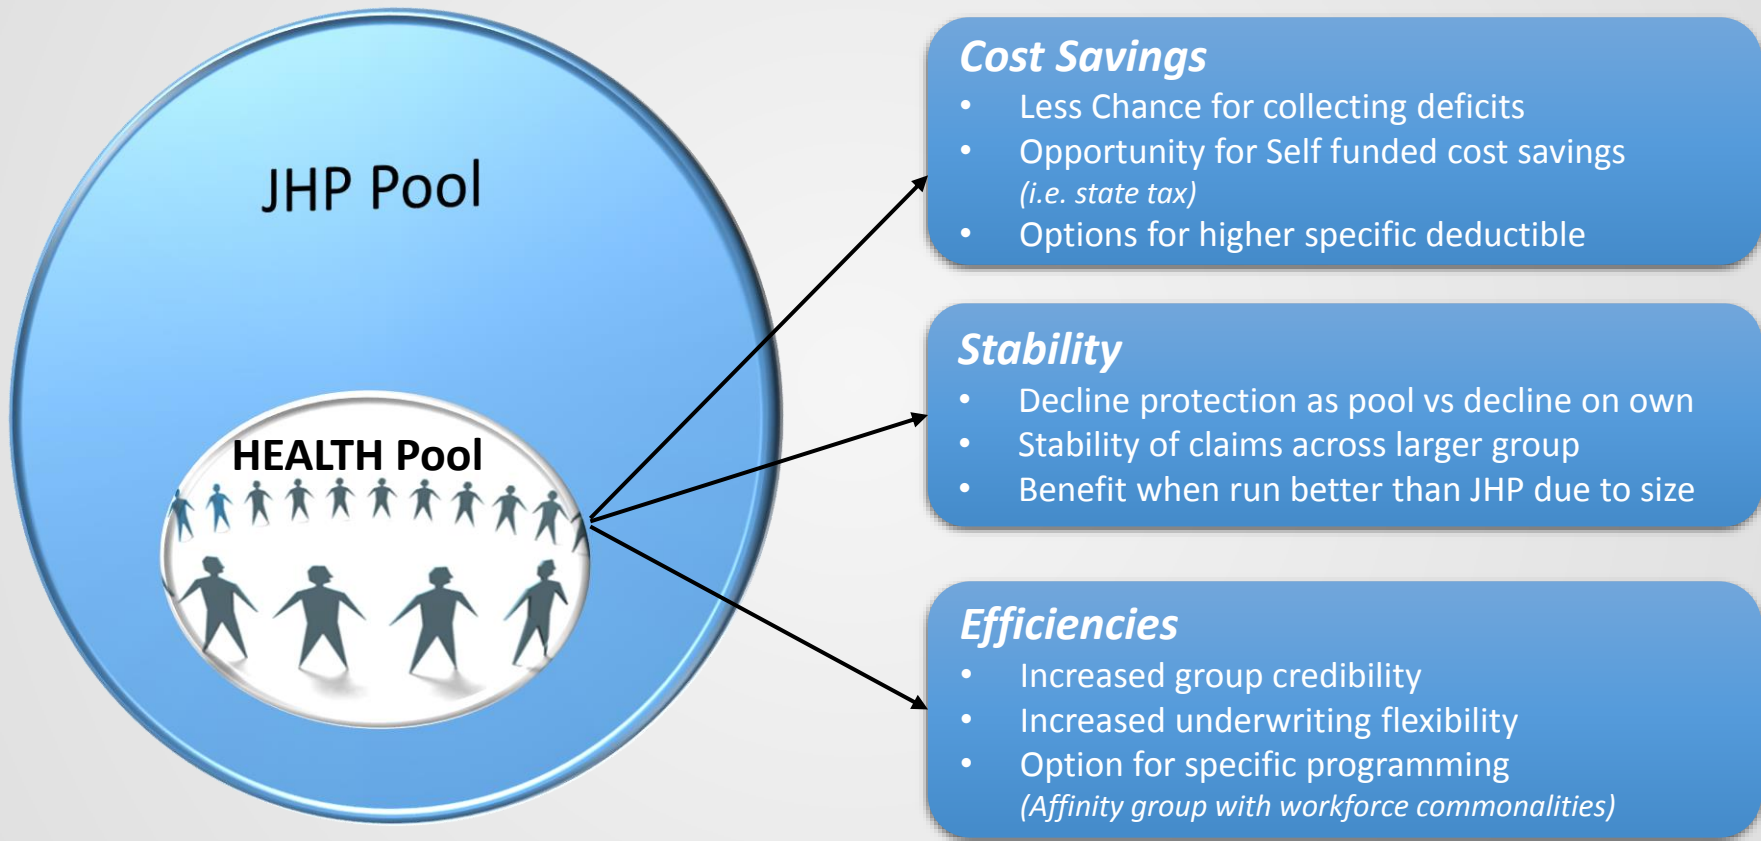 JHP Pool
HEALTH Pool
Cost Savings
• Less Chance for collecting deficits
• Opportunity for Self funded cost savings
(i.e. state tax)
• Options for higher specific deductible
Stability
• Decline protection as pool vs decline on own
• Stability of claims across larger group
• Benefit when run better than JHP due to size
Efficiencies
• Increased group credibility
• Increased underwriting flexibility
• Option for specific programming
(Affinity group with workforce commonalities)